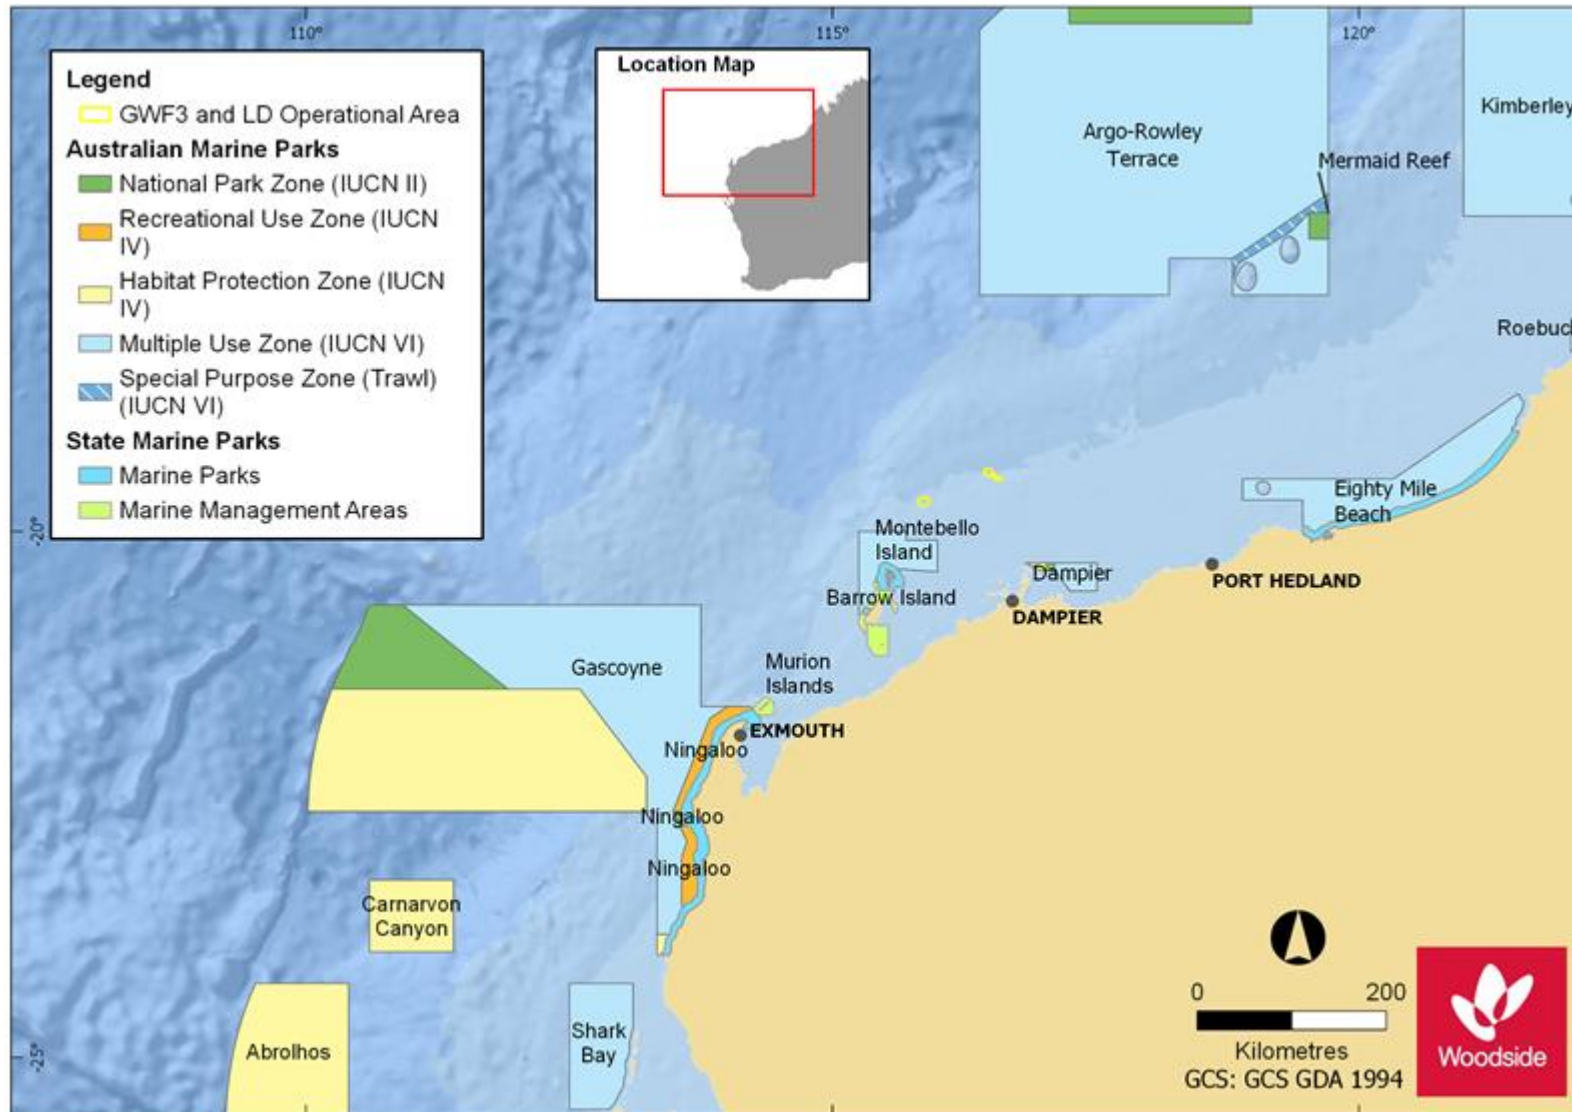 110°
115°
120°
-20°
-25°
Legend
GWF3 and LD Operational Area
Australian Marine Parks
National Park Zone (IUCN II)
Recreational Use Zone (IUCN
IV)
Habitat Protection Zone (IUCN
IV)
Multiple Use Zone (IUCN VI)
Special Purpose Zone (Trawl)
(IUCN VI)
State Marine Parks
Marine Parks
Marine Management Areas
Location Map
Argo-Rowley
Terrace
Kimberley
Mermaid Reef
Roebuc
Eighty Mile
Beach
Montebello
Island
Barrow Island
Dampier
PORT HEDLAND
DAMPIER
Murion
Islands
Gascoyne
EXMOUTH
Ningaloo
Ningaloo
Ningaloo
Carnarvon
Canyon
Abrolhos
Shark
Bay
0 200
Kilometres
GCS: GCS GDA 1994
Woodside